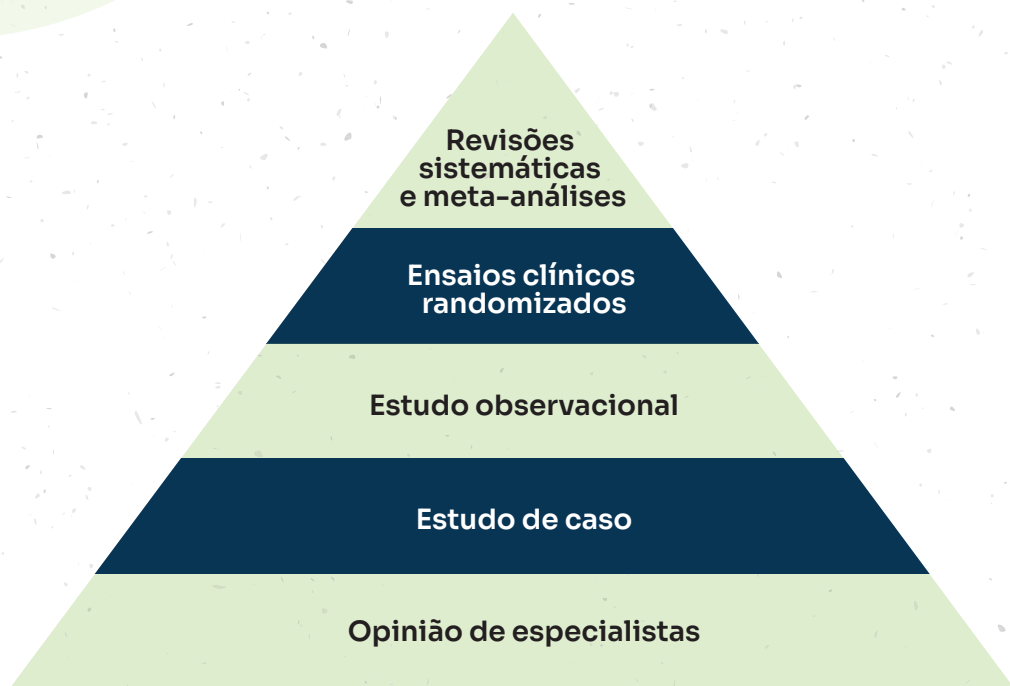 Revisões
sistemáticas
e meta-análises
Ensaios clínicos
randomizados
Estudo observacional
Estudo de caso
Opinião de especialistas